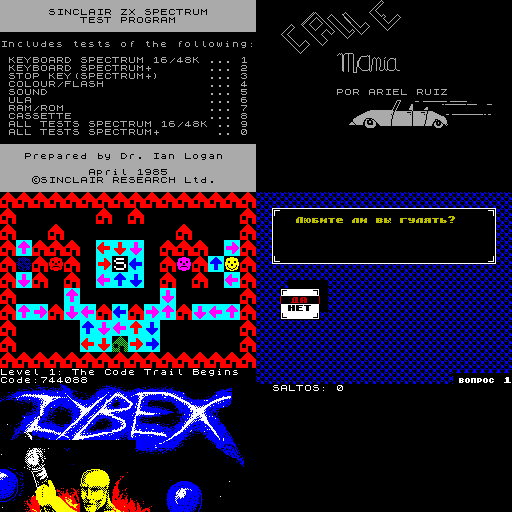 SINCLAIR ZX SPECTRUM
TEST PROGRAM
Includes tests of the following:
KEYBOARD SPECTRUM 16/48K ... 1
KEYBOARD SPECTRUM+ ... 2
STOP KEY(SPECTRUM+) ... 3
COLOUR/FLASH ... 4
SOUND ... 5
ULA ... 6
RAM/ROM ... 7
CASSETTE ... 8
ALL TESTS SPECTRUM 16/48K .. 9
ALL TESTS SPECTRUM+ .. 0
Prepared by Dr. Ian Logan
April 1985
©SINCLAIR RESEARCH Ltd.
CALLE
Mania
POR ARIEL RUIZ
S
Level 1: The Code Trail Begins
Code:744088
Любите ли вы гулять?
ДА
НЕТ
ВОПРОС 1
ZYBEX
SALTOS: 0